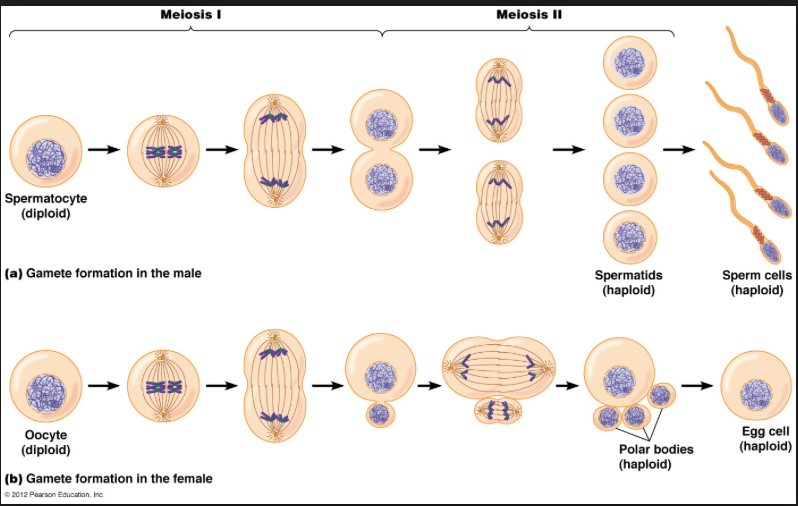 Meiosis I
Meiosis II
Spermatocyte
(diploid)
Spermatids
(haploid)
Sperm cells
(haploid)
(a) Gamete formation in the male
Oocyte
(diploid)
Polar bodies
(haploid)
Egg cell
(haploid)
(b) Gamete formation in the female
© 2012 Pearson Education, Inc.